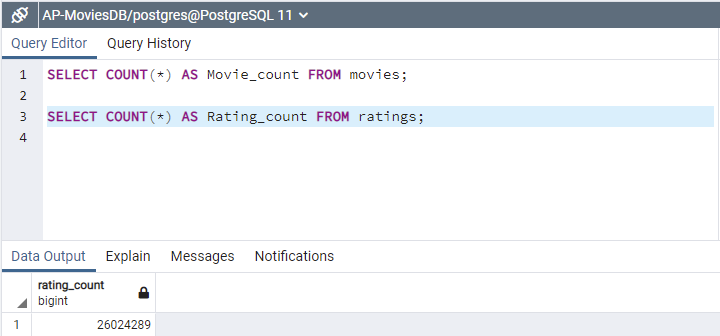 AP-MoviesDB/postgres@PostgreSQL 11
Query Editor Query History
1 SELECT COUNT(*) AS Movie_count FROM movies;
2
3 SELECT COUNT(*) AS Rating_count FROM ratings;
4
Data Output Explain Messages Notifications
rating_count
bigint
1 26024289